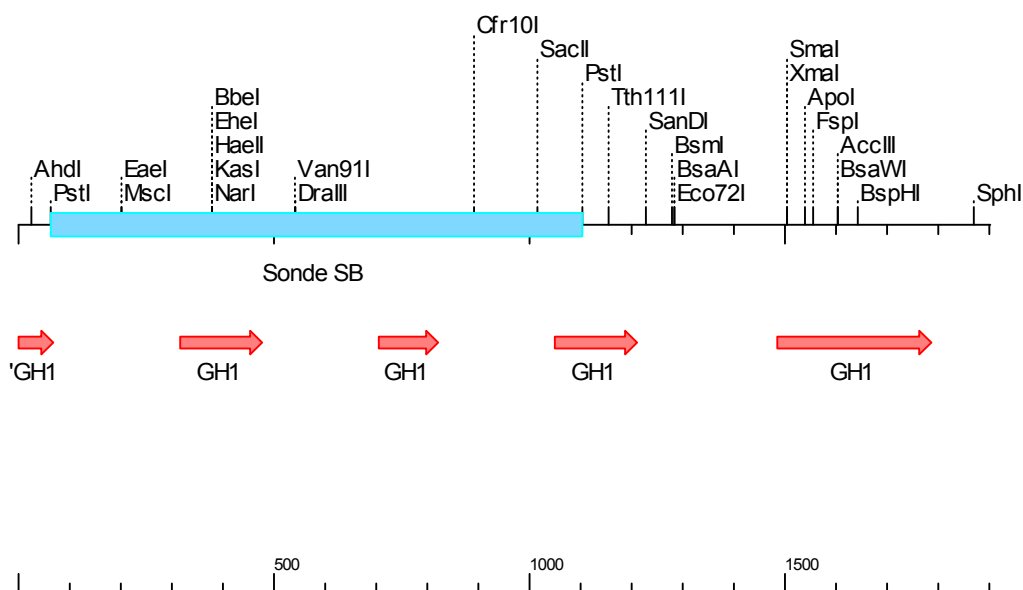 Cfr10I
SacII SmaI
PstI XmaI
BbeI Tth111I ApoI
EheI SanDI FspI
HaeII BsmI AccIII
AhdI EaeI KasI Van91I BsaAI BsaWI
PstI MscI NarI DraIII Eco72I BspHI SphI
Sonde SB
'GH1 GH1 GH1 GH1 GH1
500 1000 1500